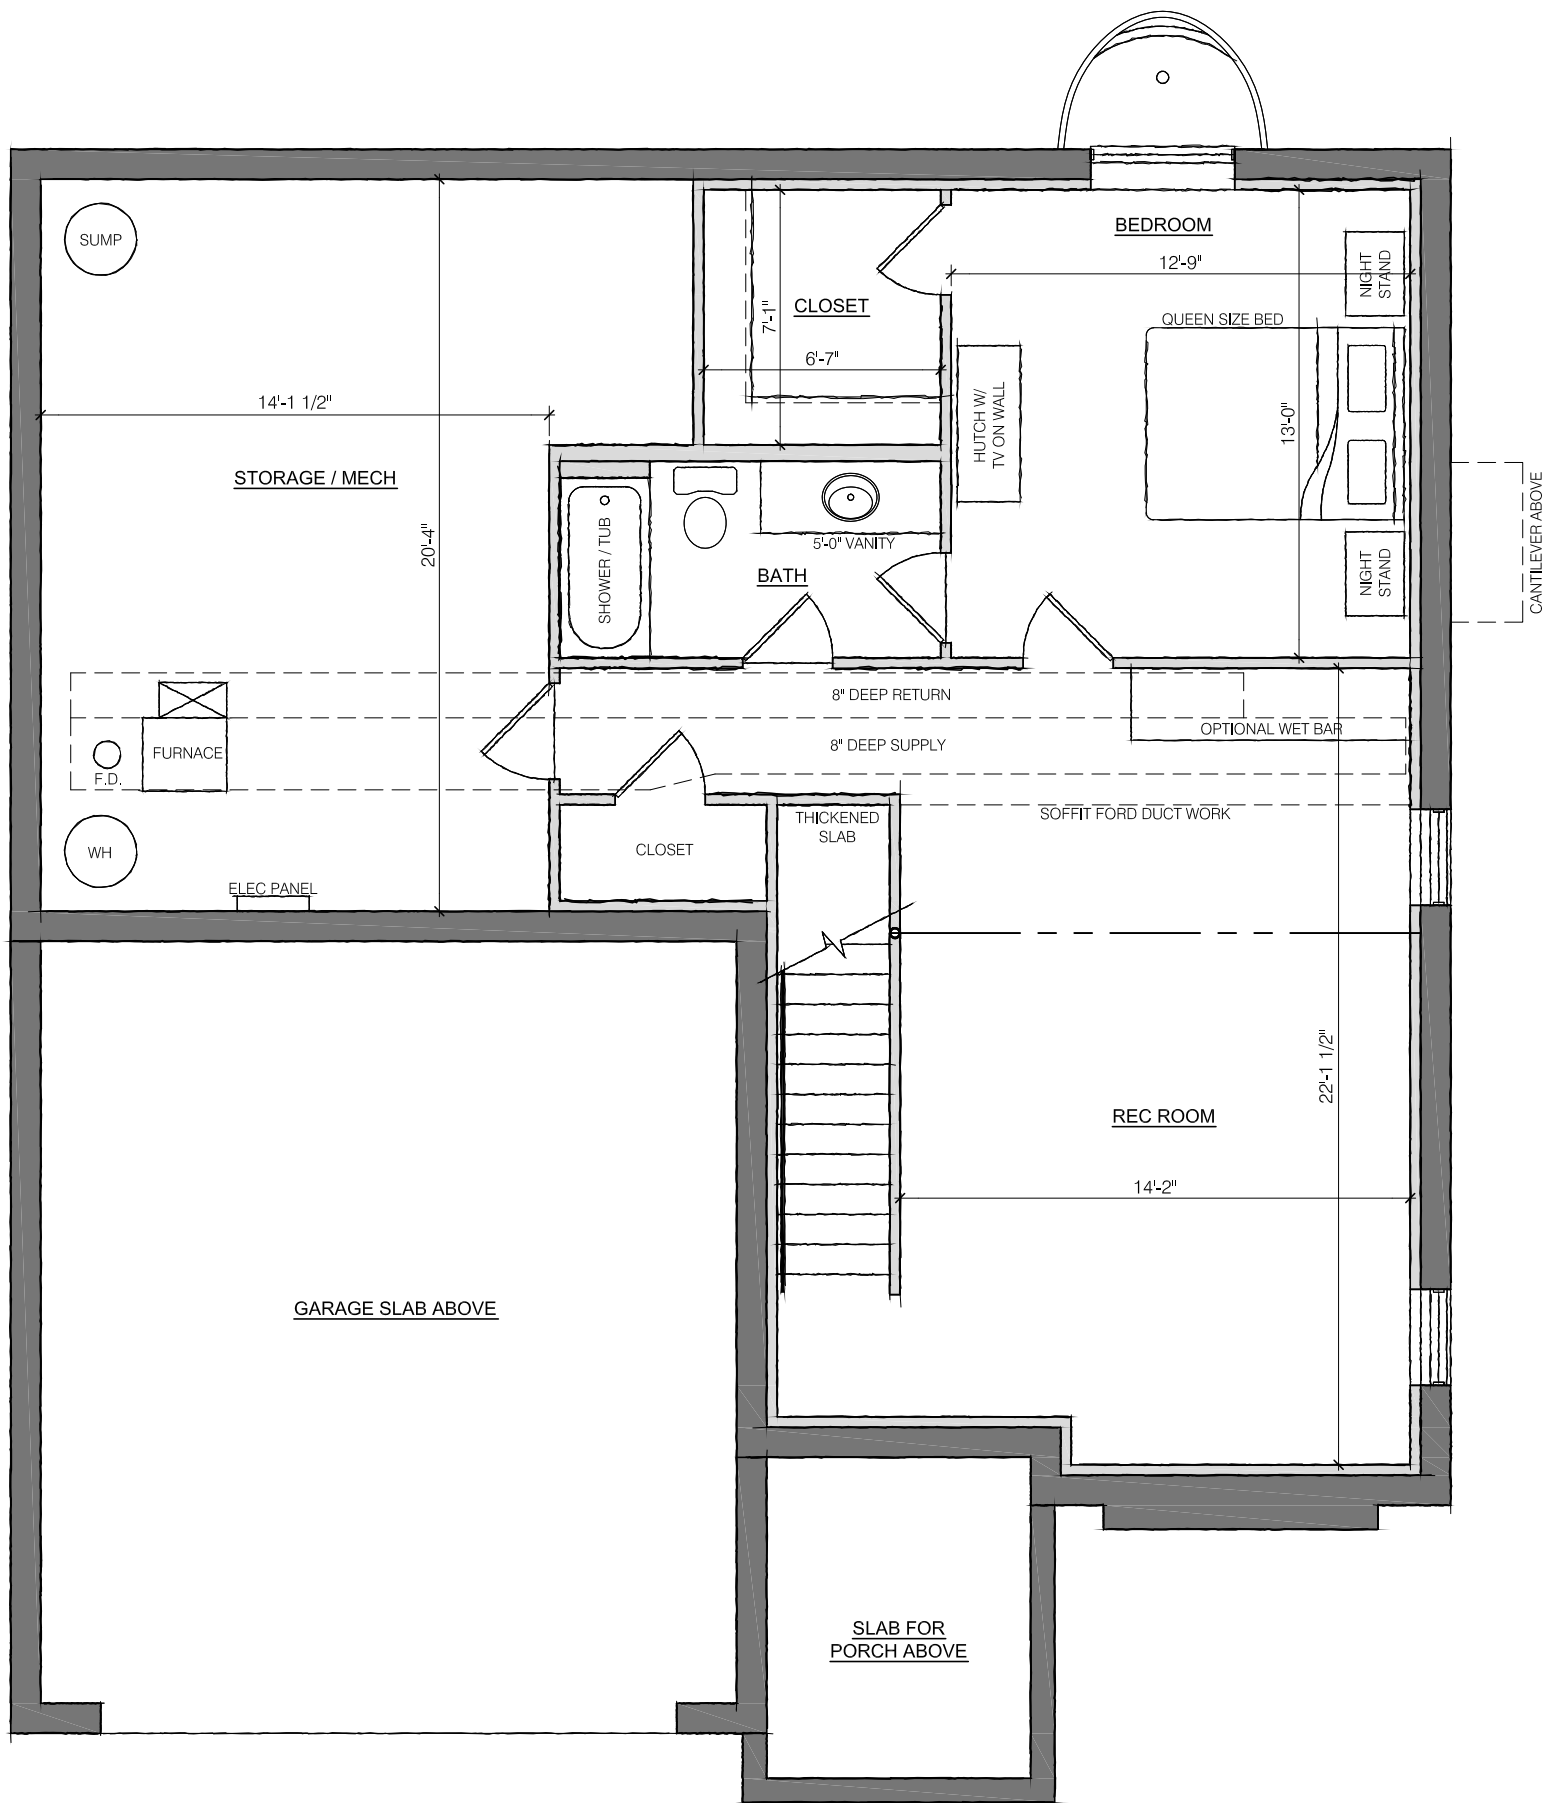 SUMP
BEDROOM
12'-9"
NIGHT
STAND
CLOSET
7'-1"
6'-7"
QUEEN SIZE BED
HUTCH W/
TV ON WALL
13'-0"
14'-1 1/2"
STORAGE / MECH
20'-4"
SHOWER / TUB
5'-0" VANITY
BATH
NIGHT
STAND
CANTILEVER ABOVE
8" DEEP RETURN
OPTIONAL WET BAR
8" DEEP SUPPLY
FURNACE
F.D.
SOFFIT FORD DUCT WORK
THICKENED
SLAB
WH
CLOSET
ELEC PANEL
22'-1 1/2"
REC ROOM
14'-2"
GARAGE SLAB ABOVE
SLAB FOR
PORCH ABOVE